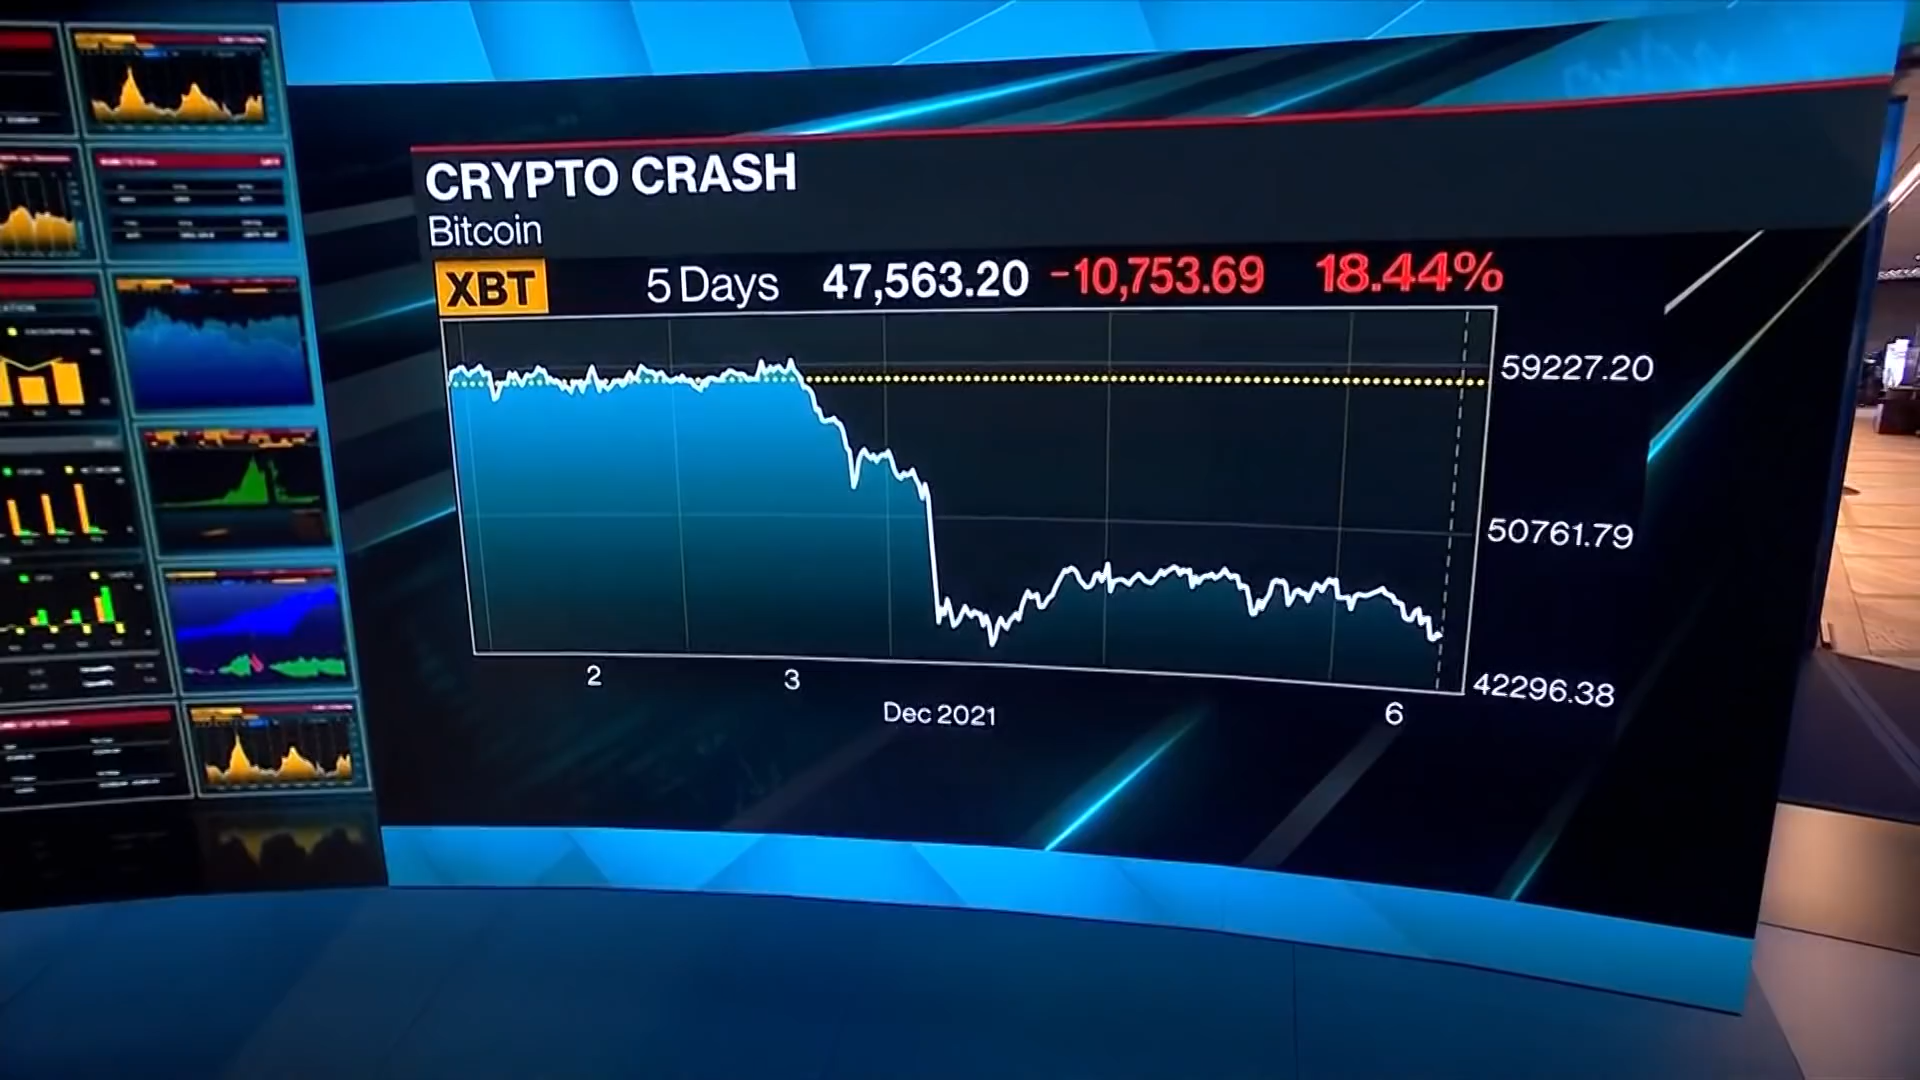 CRYPTO CRASH
Bitcoin
XBT 5 Days 47,563.20 -10,753.69 18.44%
59227.20
50761.79
42296.38
2 3 6
Dec 2021